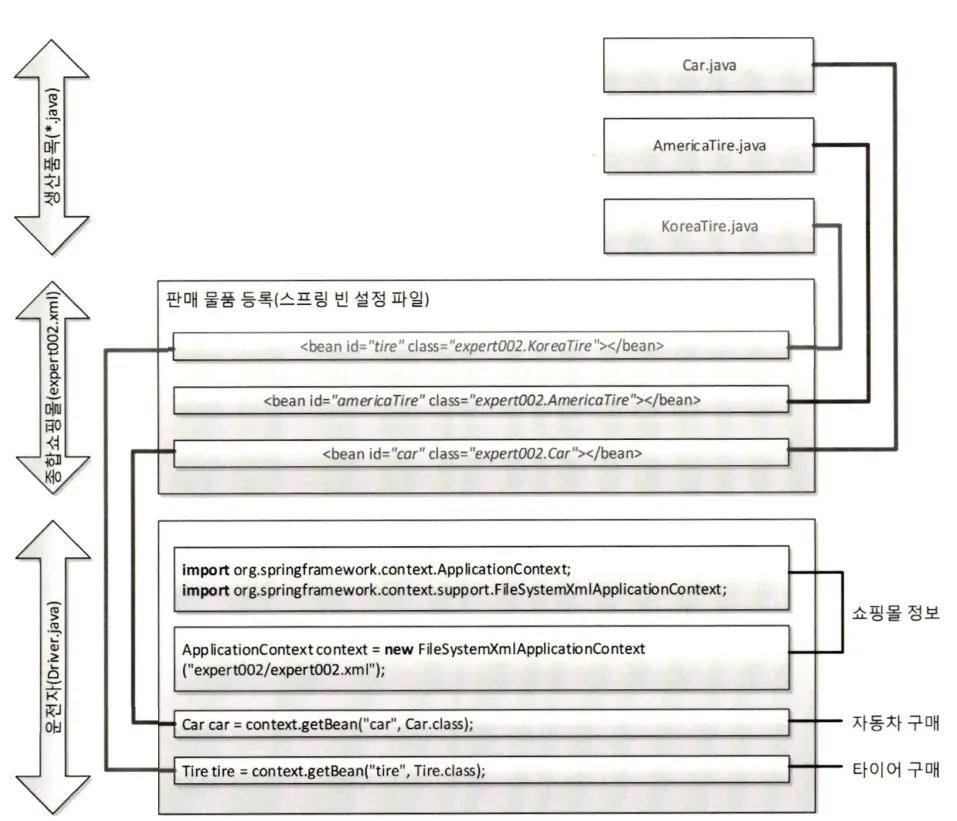 생산품목(*.java)
Car.java
AmericaTire.java
KoreaTire.java
종합쇼핑몰(expert002.xml)
판매 물품 등록(스프링 빈 설정 파일)
<bean id="tire" class="expert002.KoreaTire"></bean>
<bean id="americaTire" class="expert002.AmericaTire"></bean>
<bean id="car" class="expert002.Car"></bean>
운전자(Driver.java)
import org.springframework.context.ApplicationContext;
import org.springframework.context.support.FileSystemXmlApplicationContext;
쇼핑몰 정보
ApplicationContext context = new FileSystemXmlApplicationContext
("expert002/expert002.xml");
Car car = context.getBean("car", Car.class);
자동차 구매
Tire tire = context.getBean("tire", Tire.class);
타이어 구매